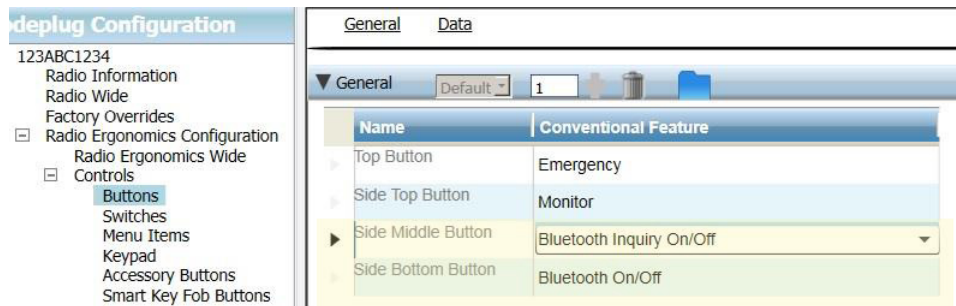 odeplug Configuration
123ABC1234
Radio Information
Radio Wide
Factory Overrides
Radio Ergonomics Configuration
Radio Ergonomics Wide
Controls
Buttons
Switches
Menu Items
Keypad
Accessory Buttons
Smart Key Fob Buttons
General Data
General Default 1
Name Conventional Feature
Top Button Emergency
Side Top Button Monitor
Side Middle Button Bluetooth Inquiry On/Off
Side Bottom Button Bluetooth On/Off